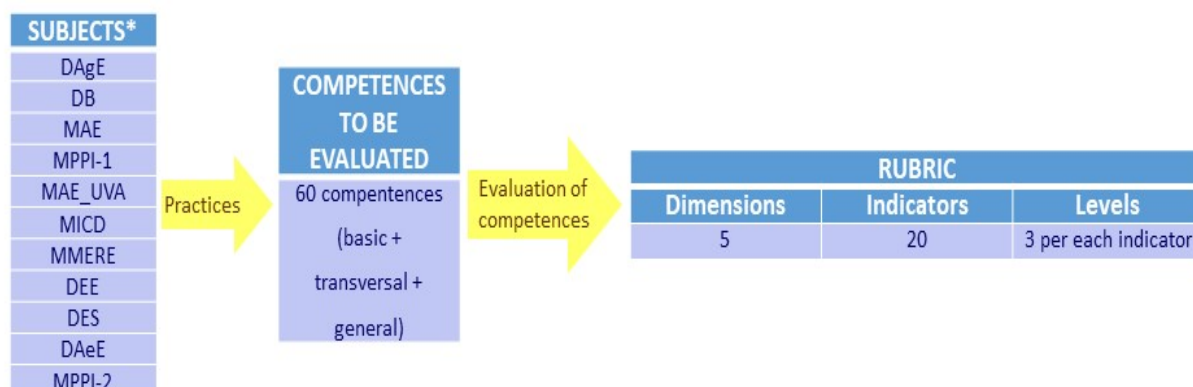 SUBJECTS*
DAgE
DB
MAE
MPPI-1
MAE_UVA
MICD
MMERE
DEE
DES
DAeE
MPPI-2
Practices
COMPETENCES
TO BE
EVALUATED
60 compentences
(basic +
transversal +
general)
Evaluation of
competences
RUBRIC
Dimensions Indicators Levels
5 20 3 per each indicator